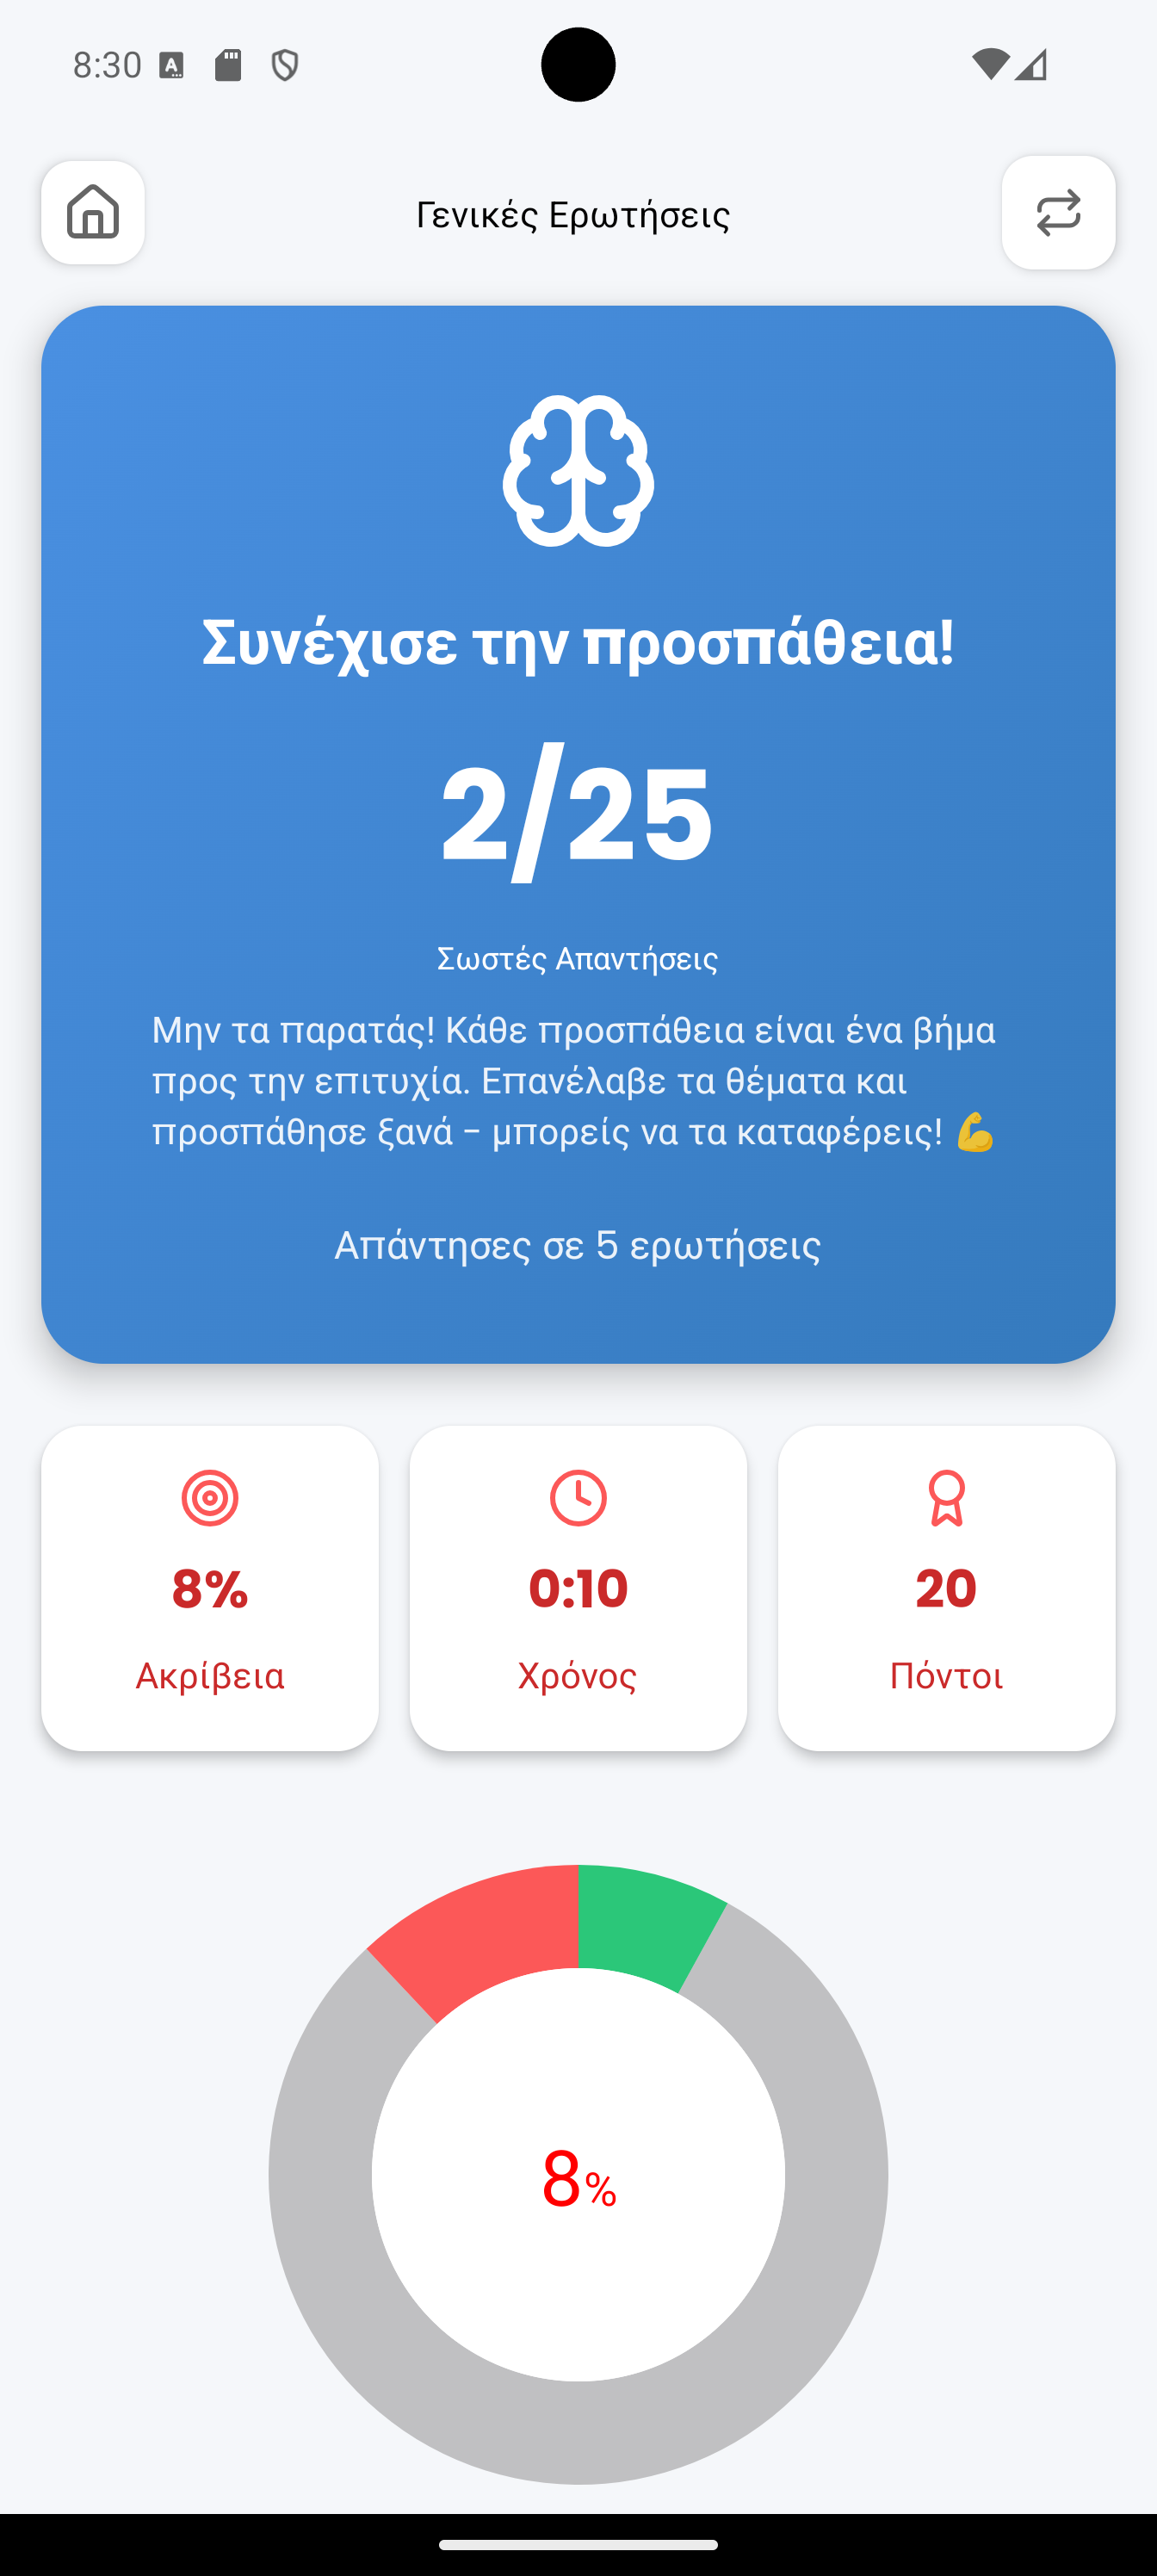 8:30
Γενικές Ερωτήσεις
Συνέχισε την προσπάθεια!
2/25
Σωστές Απαντήσεις
Μην τα παρατάς! Κάθε προσπάθεια είναι ένα βήμα
προς την επιτυχία. Επανέλαβε τα θέματα και
προσπάθησε ξανά – μπορείς να τα καταφέρεις! 💪
Απάντησες σε 5 ερωτήσεις
8%
0:10
20
Ακρίβεια
Χρόνος
Πόντοι
8%